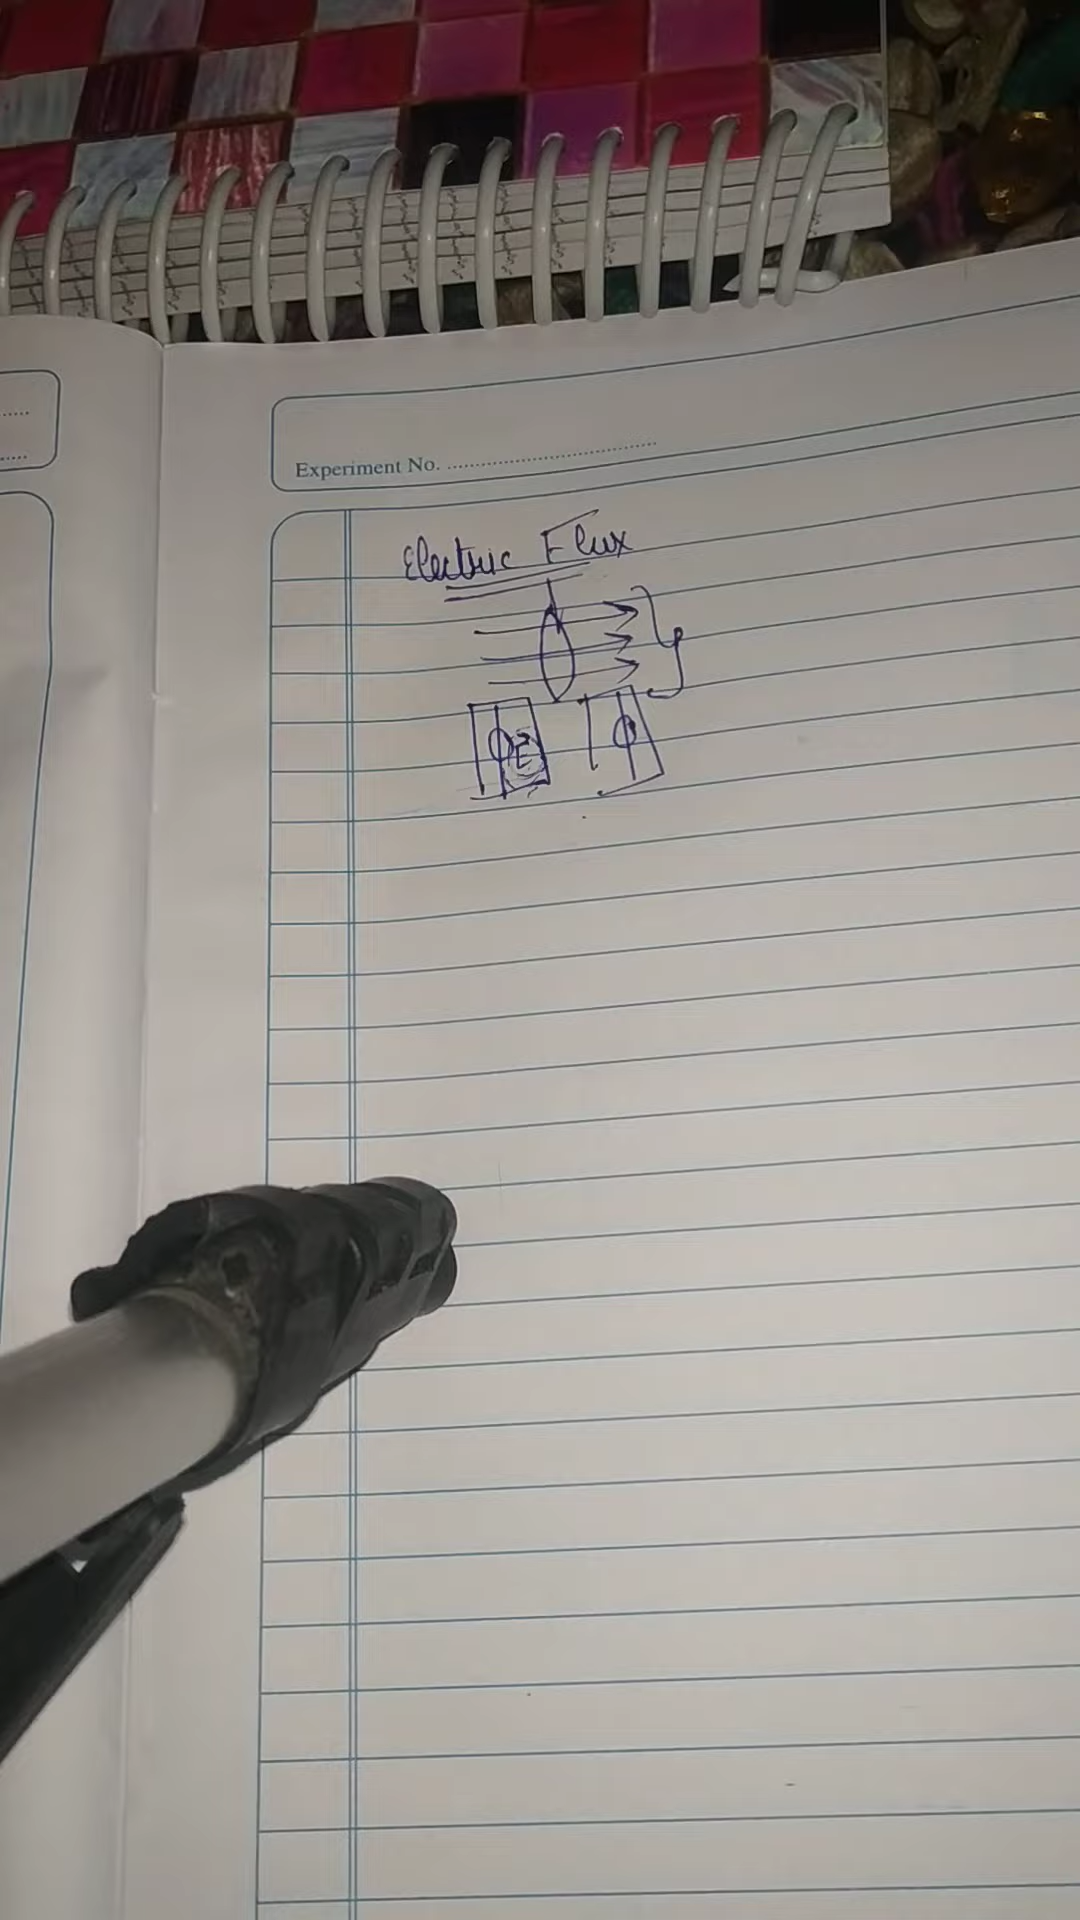 Experiment No.
Electric Flux
ΦE Φ